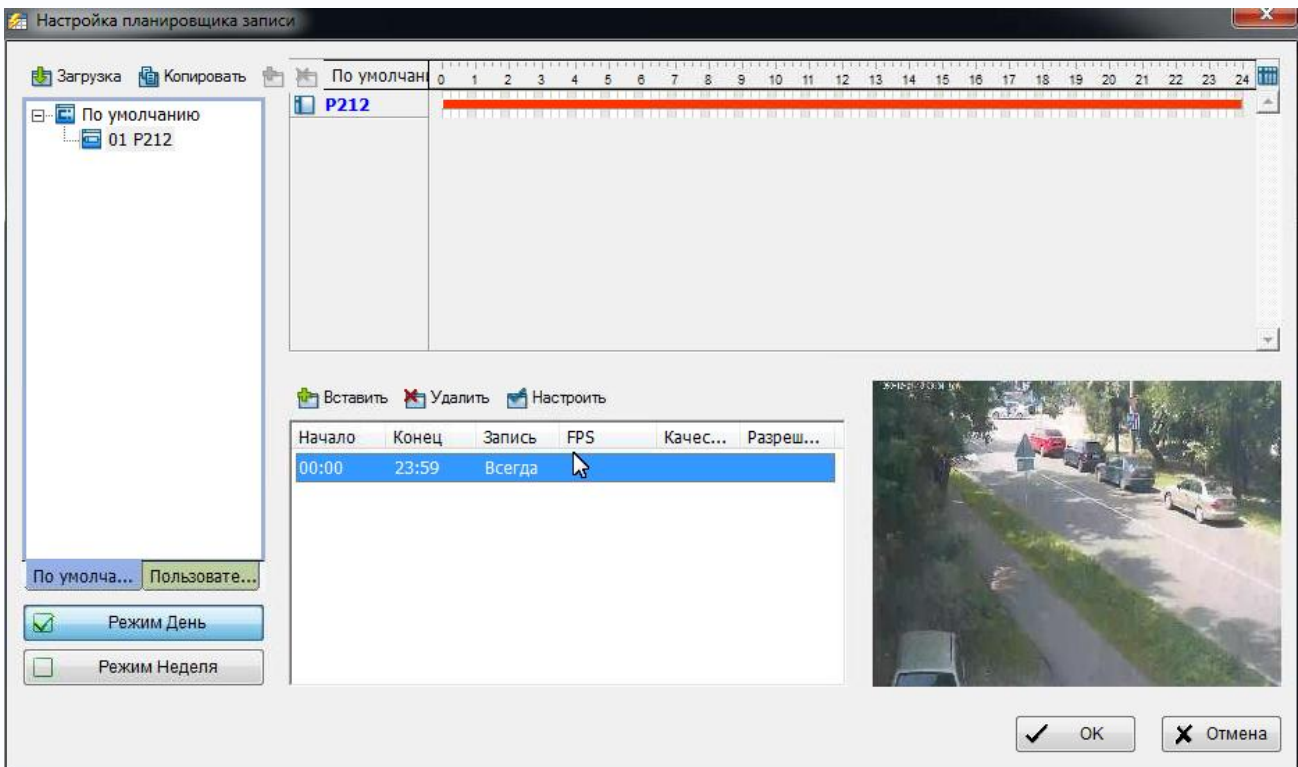 Настройка планировщика записи
Загрузка Копировать
По умолчанию
01 P212
По умолчани 0 1 2 3 4 5 6 7 8 9 10 11 12 13 14 15 16 17 18 19 20 21 22 23 24
P212
По умолча... Пользовате...
Режим День
Режим Неделя
Вставить Удалить Настроить
Начало Конец Запись FPS Качес... Разреш...
00:00 23:59 Всегда
OK Отмена